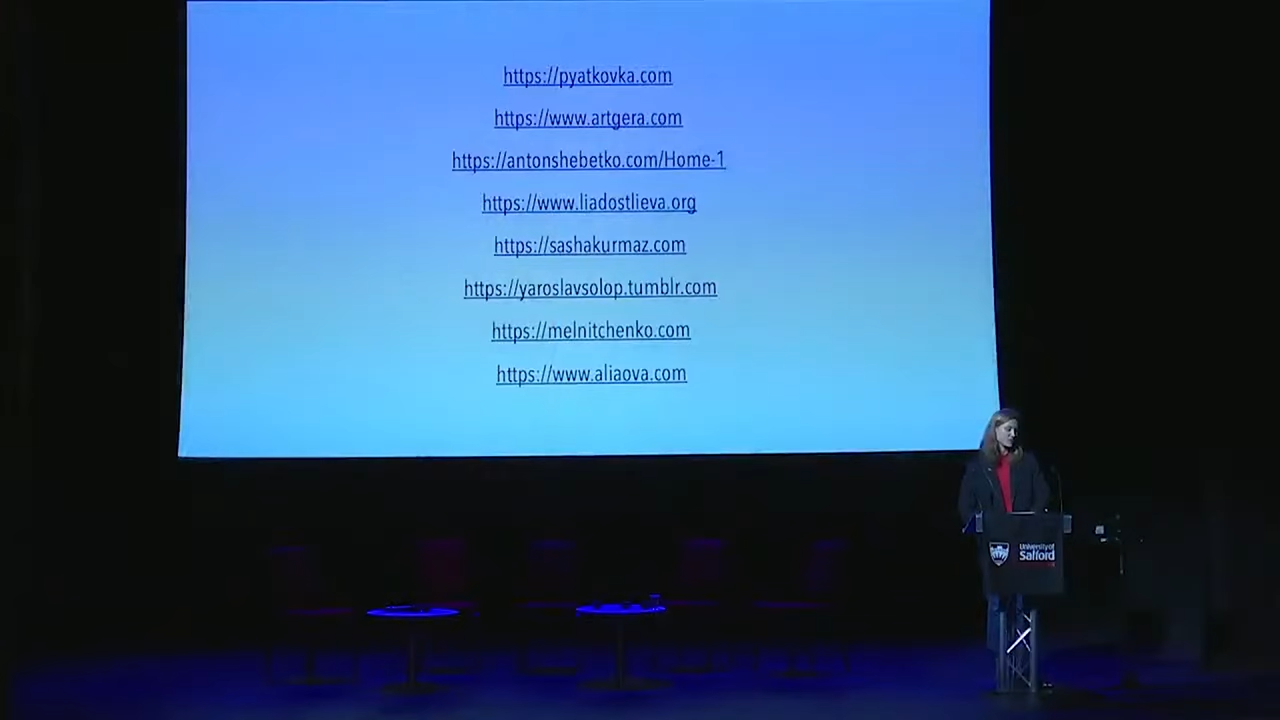 https://pyatkovka.com
https://www.artgera.com
https://antonshebetko.com/Home-1
https://www.liadostlieva.org
https://sashakurmaz.com
https://yaroslavsolop.tumblr.com
https://melnitchenko.com
https://www.aliaova.com
University of
Salford